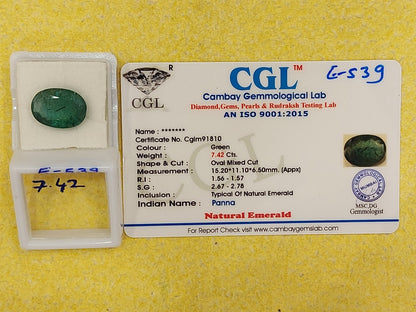 CGL™
E-539
R
CGL
Cambay Gemmological Lab
Diamond, Gems, Pearls & Rudraksh Testing Lab
AN ISO 9001:2015
Name : *******
Certificate No. Cglm91810
Colour : Green
Weight : 7.42 Cts.
Shape & Cut : Oval Mixed Cut
Measurement : 15.20*11.10*6.50mm. (Appx)
R.I : 1.56 - 1.57
S.G : 2.67 - 2.78
Inclusion : Typical Of Natural Emerald
Indian Name : Panna
MUMBAI
MSC,DG
Gemmologist
Natural Emerald
For Report Check visit : www.cambaygemslab.com
E-539
7.42